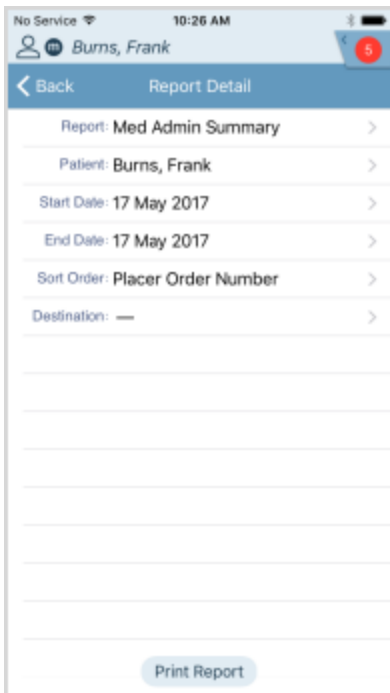 No Service 10:26 AM
m Burns, Frank 5
Back Report Detail
Report: Med Admin Summary
Patient: Burns, Frank
Start Date: 17 May 2017
End Date: 17 May 2017
Sort Order: Placer Order Number
Destination: —
Print Report